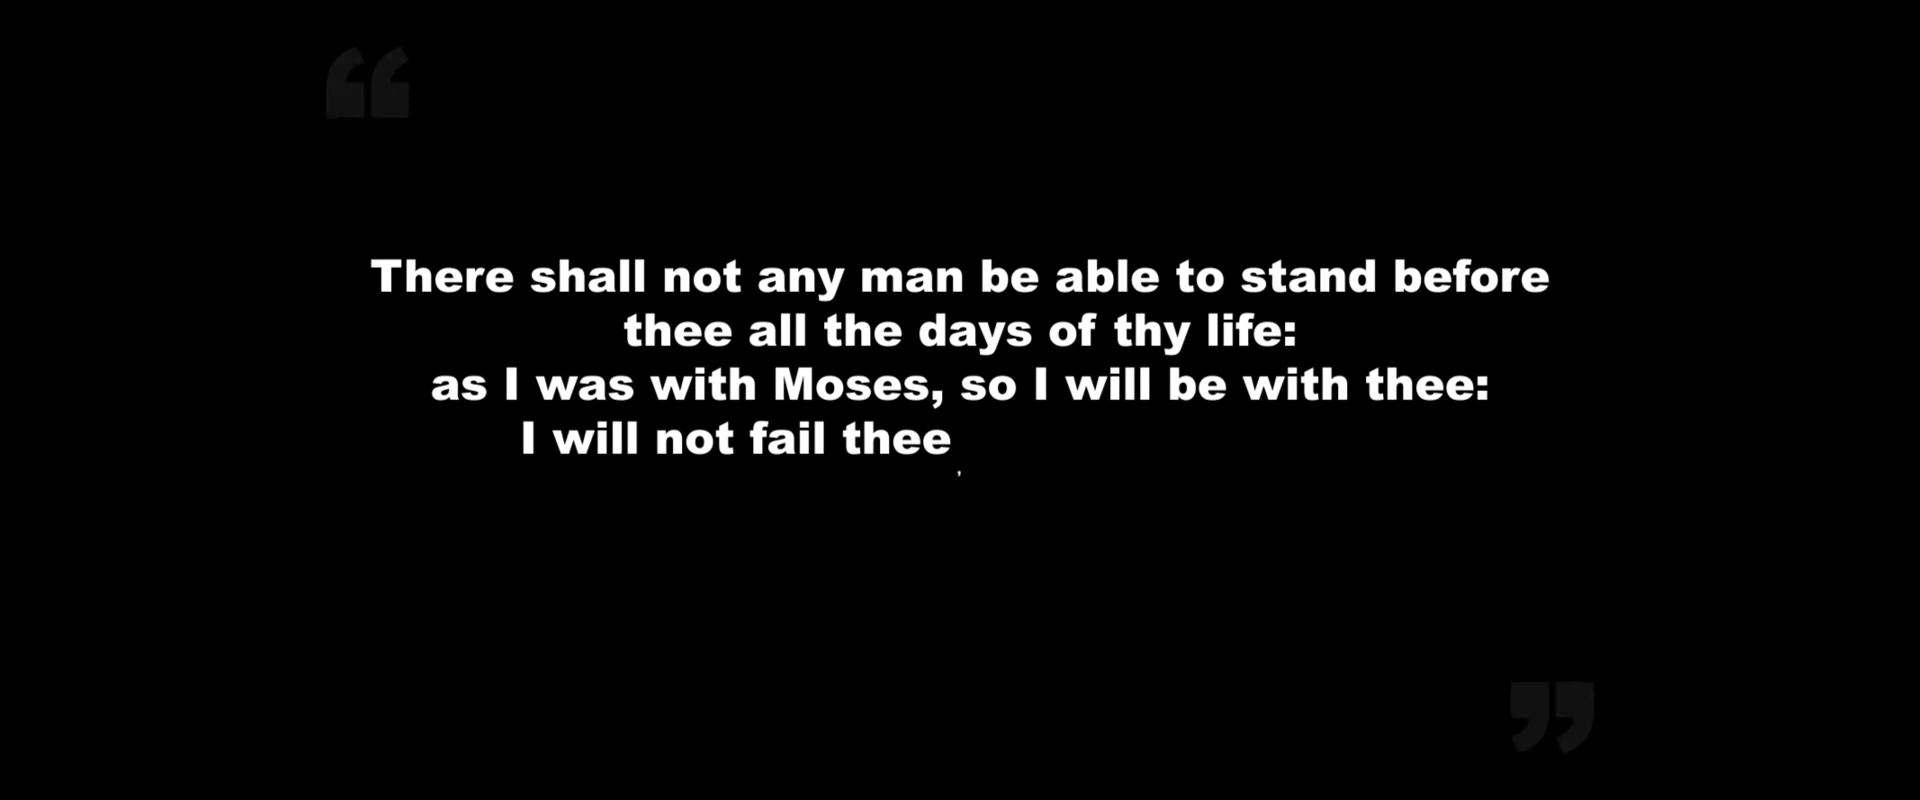 There shall not any man be able to stand before
thee all the days of thy life:
as I was with Moses, so I will be with thee:
I will not fail thee
,